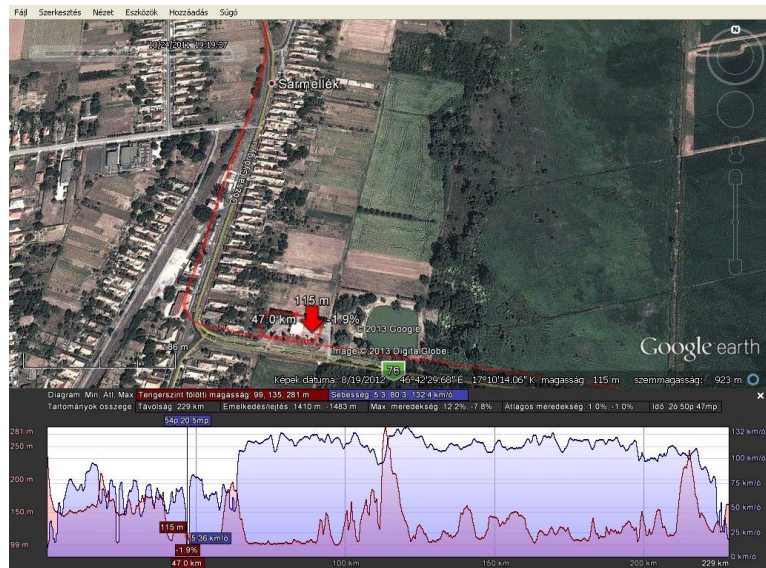 Fájl Szerkesztés Nézet Eszközök Hozzáadás Súgó
N
Sármellék
Dózsa György
115 m
47.0 km -1.9%
© 2013 Google
Image © 2013 DigitalGlobe
76
Google earth
Képek dátuma: 8/19/2012 46°42'29.68" É 17°10'14.06" K magasság 115 m szemmagasság: 923 m
Diagram: Min, Átl, Max Tengerszint fölötti magasság: 99, 135, 281 m Sebesség: 5.3, 80.3, 132.4 km/ó
Tartományok összege Távolság: 229 km Emelkedés/ejtés: 1410 m, -1483 m Max. meredekség: 12.2%, -7.8% Átlagos meredekség: 1.0%, -1.0% Idő: 2ó 50p 47mp
54p 20.5mp
281 m 132 km/ó
250 m
100 km/ó
200 m
75 km/ó
150 m
50 km/ó
115 m
5.36 km/ó 25 km/ó
99 m
-1.9%
0 km/ó
47.0 km 100 km 150 km 200 km 229 km